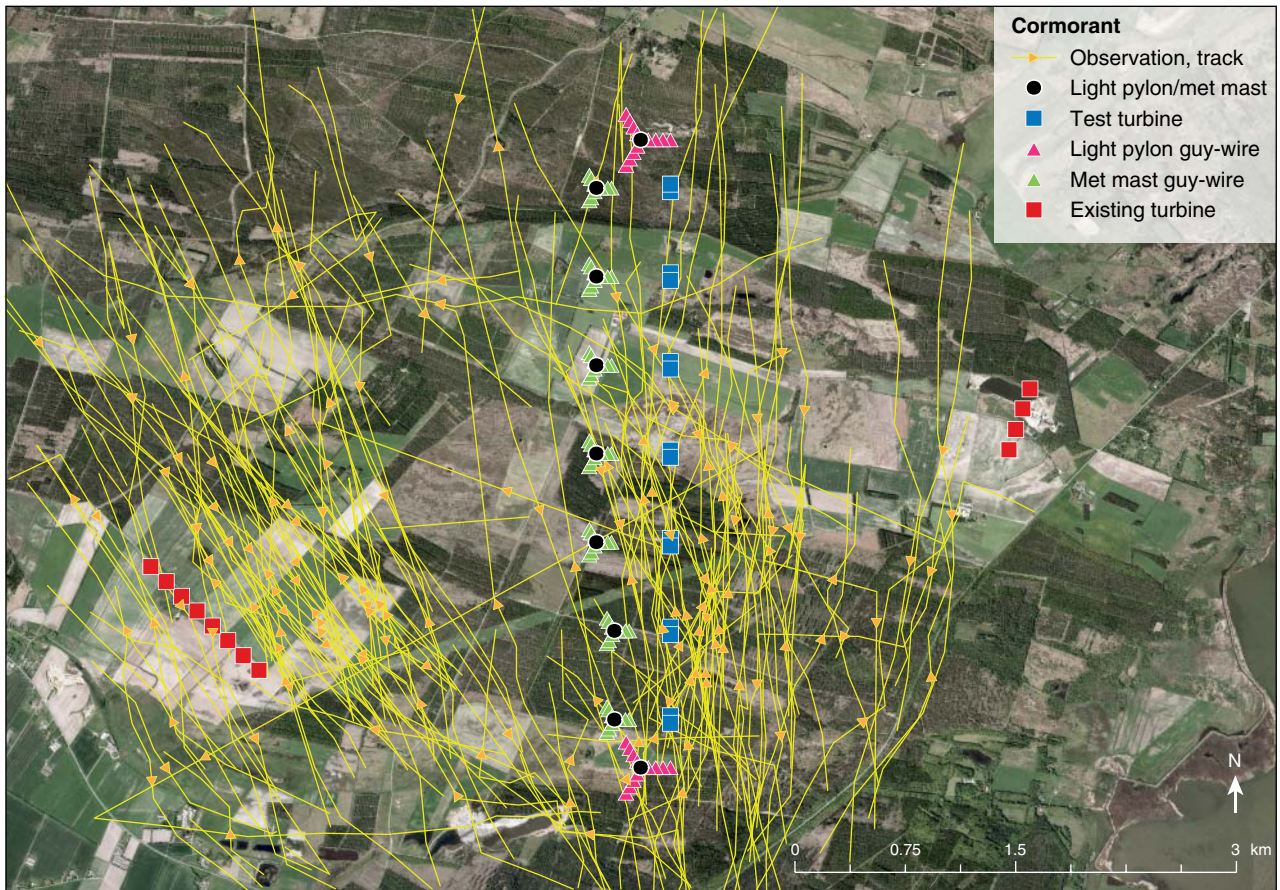 Cormorant
Observation, track
Light pylon/met mast
Test turbine
Light pylon guy-wire
Met mast guy-wire
Existing turbine
N
0 0.75 1.5 3 km